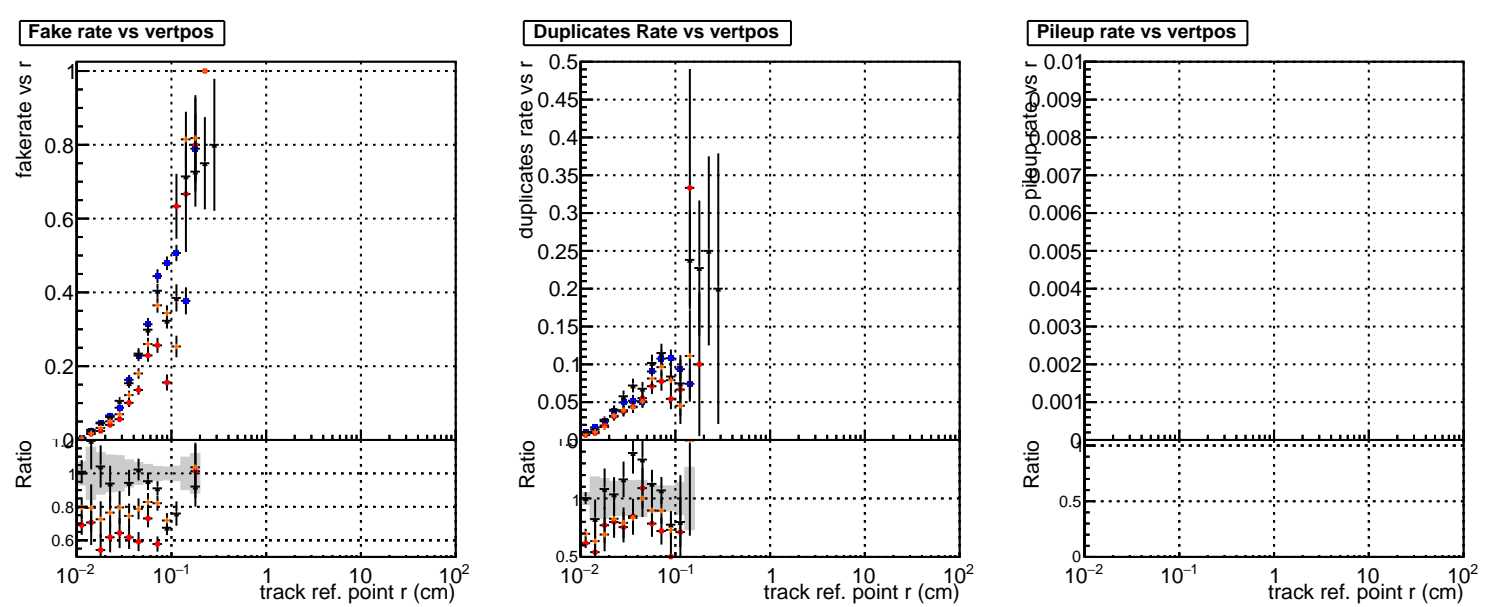 Fake rate vs vertpos
fakerate vs r
1
0.8
0.6
0.4
0.2
0
Ratio
1
0.8
0.6
10−2 10−1 1 10 102
track ref. point r (cm)
Duplicates Rate vs vertpos
duplicates rate vs r
0.5
0.45
0.4
0.35
0.3
0.25
0.2
0.15
0.1
0.05
0
Ratio
1
0.5
10−2 10−1 1 10 102
track ref. point r (cm)
Pileup rate vs vertpos
pileup rate vs r
0.01
0.009
0.008
0.007
0.006
0.005
0.004
0.003
0.002
0.001
0
Ratio
1
0.5
0
10−2 10−1 1 10 102
track ref. point r (cm)